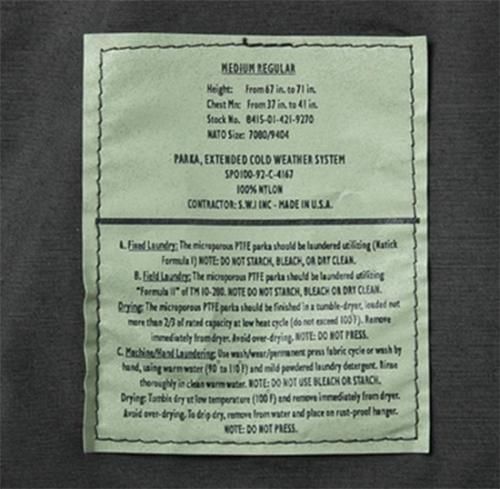 MEDIUM REGULAR
Height: From 67 in. to 71 in.
Chest Mn: From 37 in. to 41 in.
Stock No. 8415-01-421-9270
NATO Size: 7080/9404
PARKA, EXTENDED COLD WEATHER SYSTEM
SPO100-92-C-4167
100% NYLON
CONTRACTOR: S.W.I INC - MADE IN U.S.A.
A. Fixed Laundry: The microporous PTFE parka should be laundered utilizing (Natick
Formula I) NOTE: DO NOT STARCH, BLEACH, OR DRY CLEAN.
B. Field Laundry: The microporous PTFE parka should be laundered utilizing
"Formula II" of TM 10-280. NOTE DO NOT STARCH, BLEACH OR DRY CLEAN.
Drying: The microporous PTFE parka should be finished in a tumble-dryer, loaded not
more than 2/3 of rated capacity at low heat cycle (do not exceed 100 F). Remove
immediately from dryer. Avoid over-drying. NOTE: DO NOT PRESS.
C. Machine/Hand Laundering: Use wash/wear/permanent press fabric cycle or wash by
hand, using warm water (90 to 110 F) and mild powdered laundry detergent. Rinse
thoroughly in clean warm water. NOTE: DO NOT USE BLEACH OR STARCH.
Drying: Tumble dry at low temperature (100 F) and remove immediately from dryer.
Avoid over-drying. To drip dry, remove from water and place on rust-proof hanger.
NOTE: DO NOT PRESS.